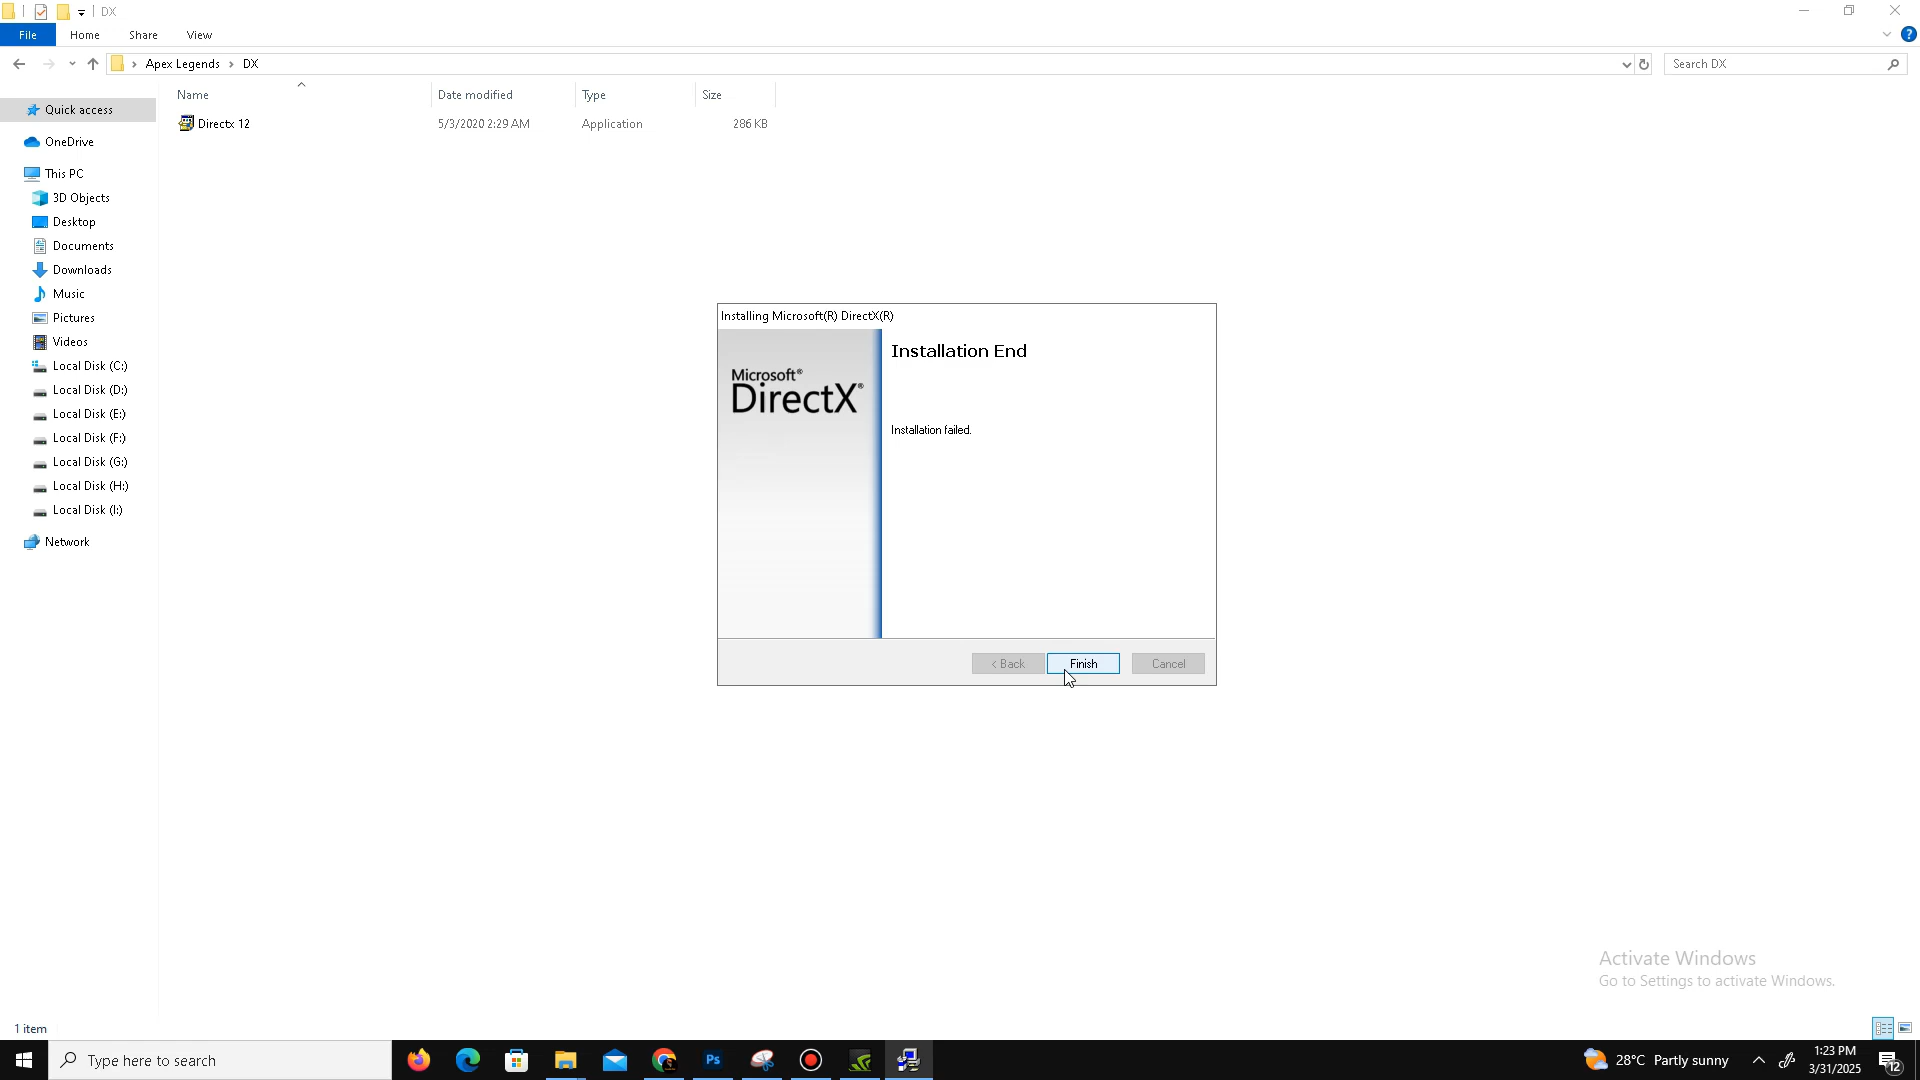 DX
File Home Share View
Apex Legends › DX
Search DX
Name Date modified Type Size
Directx 12 5/3/2020 2:29 AM Application 286 KB
Quick access
OneDrive
This PC
3D Objects
Desktop
Documents
Downloads
Music
Pictures
Videos
Local Disk (C:)
Local Disk (D:)
Local Disk (E:)
Local Disk (F:)
Local Disk (G:)
Local Disk (H:)
Local Disk (I:)
Network
Installing Microsoft(R) DirectX(R)
Microsoft®
DirectX®
Installation End
Installation failed.
< Back Finish Cancel
Activate Windows
Go to Settings to activate Windows.
1 item
Type here to search
Ps
28°C Partly sunny
1:23 PM
3/31/2025
12